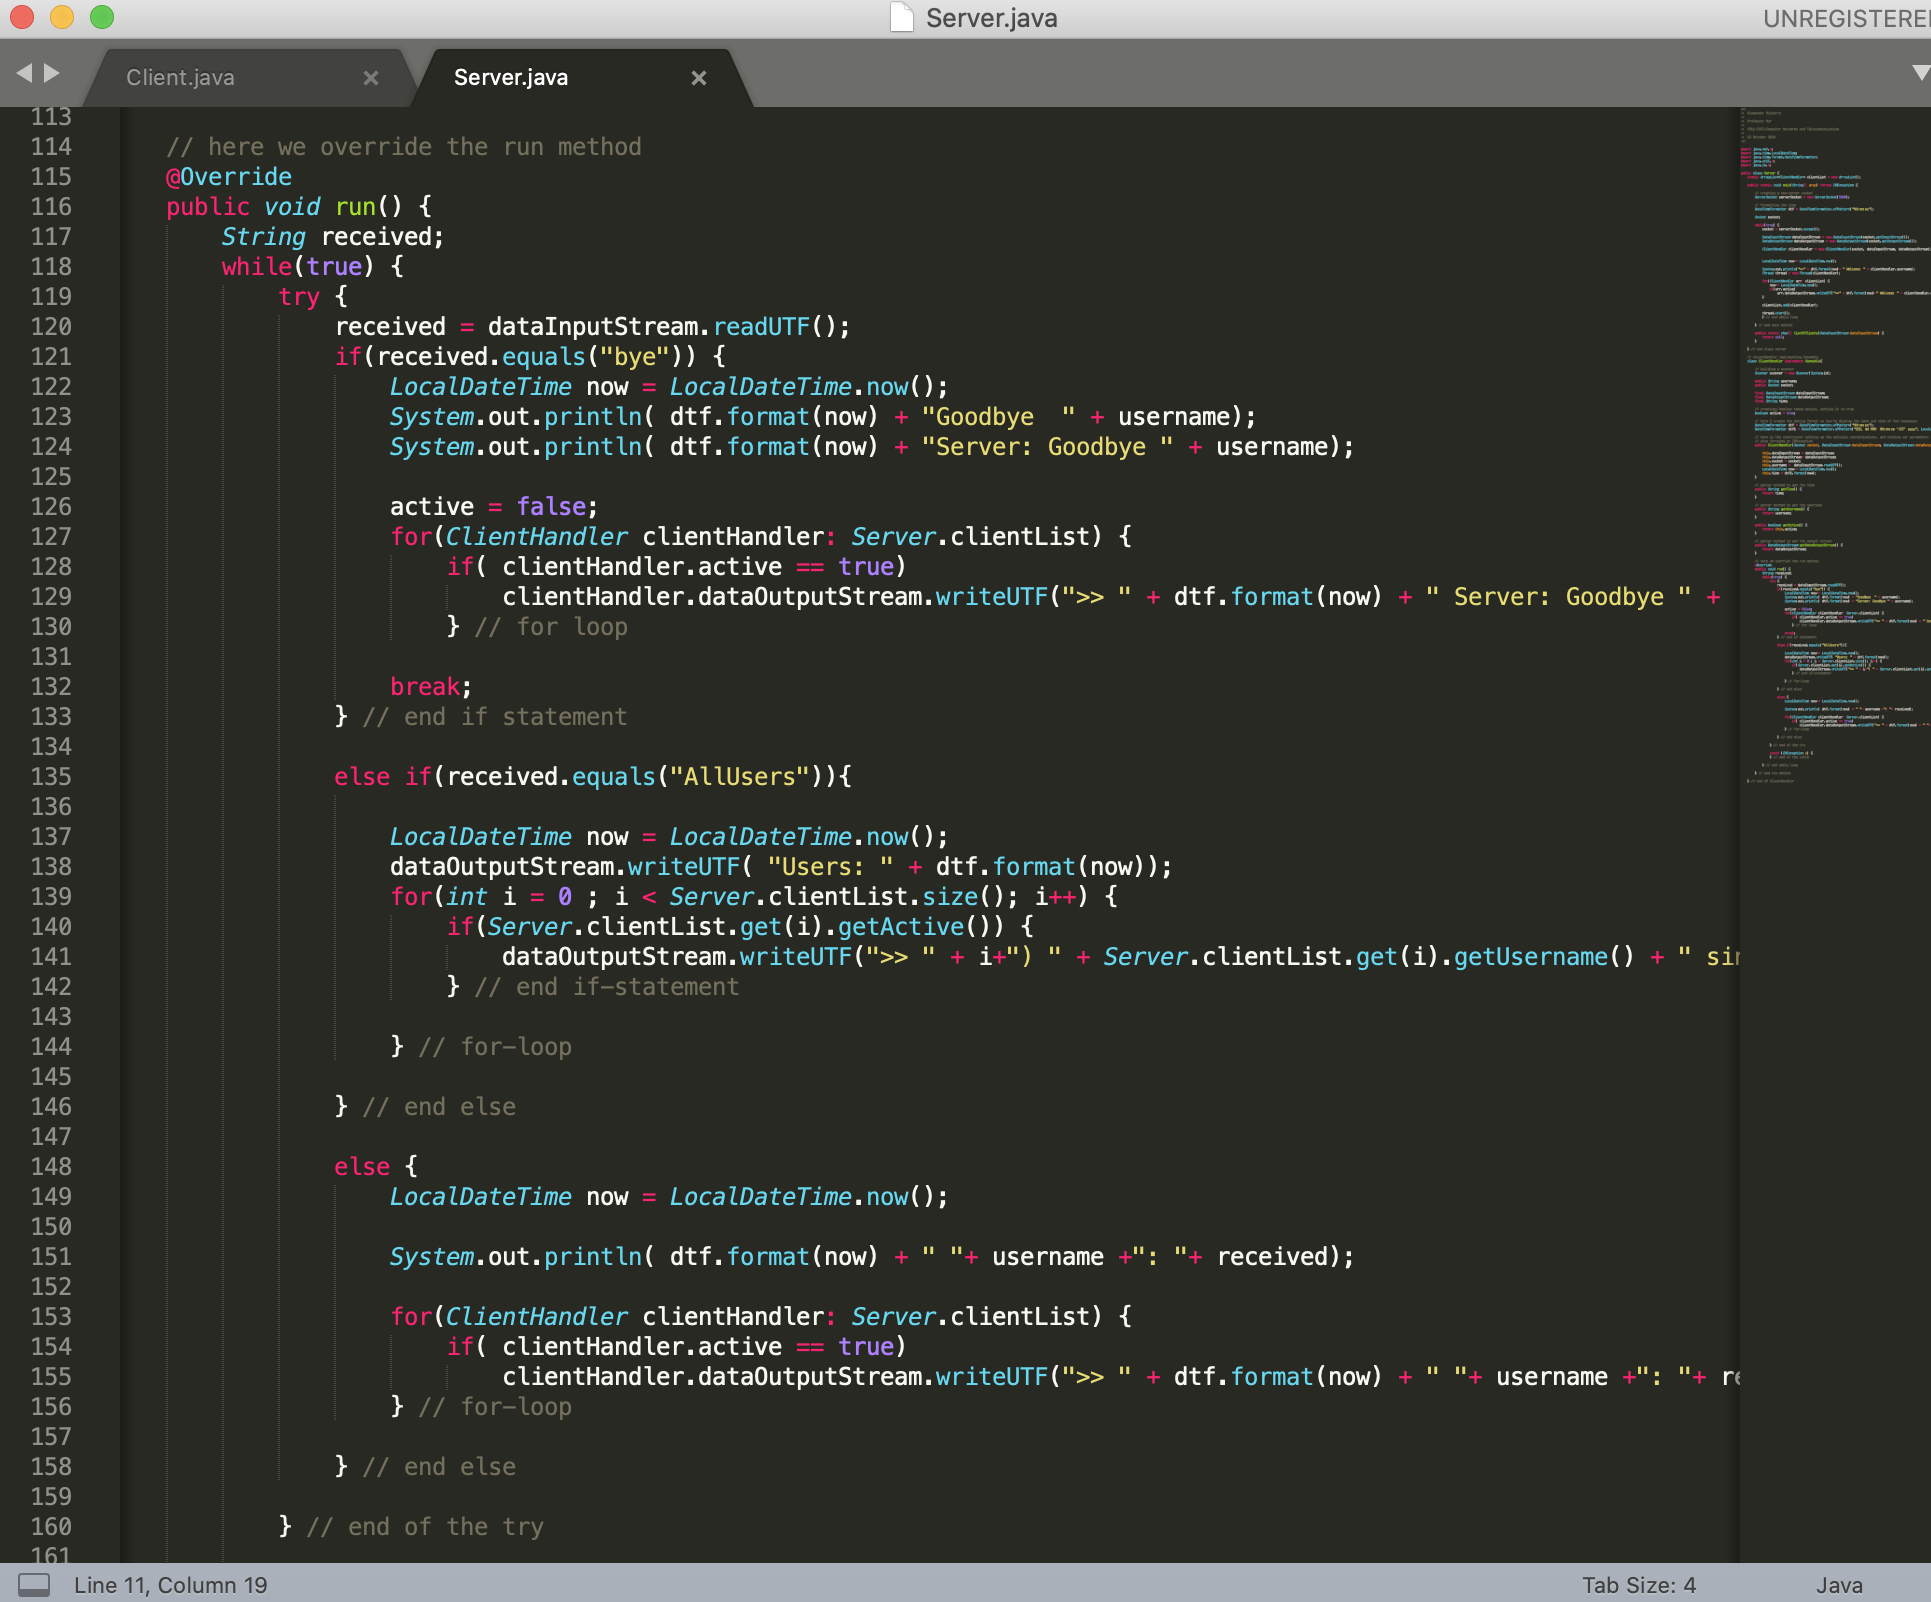 Server.java
UNREGISTERE
Client.java
Server.java
113
114 // here we override the run method
115 @Override
116 public void run() {
117 String received;
118 while(true) {
119 try {
120 received = dataInputStream.readUTF();
121 if(received.equals("bye")) {
122 LocalDateTime now = LocalDateTime.now();
123 System.out.println( dtf.format(now) + "Goodbye  " + username);
124 System.out.println( dtf.format(now) + "Server: Goodbye " + username);
125
126 active = false;
127 for(ClientHandler clientHandler: Server.clientList) {
128 if( clientHandler.active == true)
129 clientHandler.dataOutputStream.writeUTF(">> " + dtf.format(now) + " Server: Goodbye " +
130 } // for loop
131
132 break;
133 } // end if statement
134
135 else if(received.equals("AllUsers")){
136
137 LocalDateTime now = LocalDateTime.now();
138 dataOutputStream.writeUTF( "Users: " + dtf.format(now));
139 for(int i = 0 ; i < Server.clientList.size(); i++) {
140 if(Server.clientList.get(i).getActive()) {
141 dataOutputStream.writeUTF(">> " + i+") " + Server.clientList.get(i).getUsername() + " sin
142 } // end if-statement
143
144 } // for-loop
145
146 } // end else
147
148 else {
149 LocalDateTime now = LocalDateTime.now();
150
151 System.out.println( dtf.format(now) + " "+ username +": "+ received);
152
153 for(ClientHandler clientHandler: Server.clientList) {
154 if( clientHandler.active == true)
155 clientHandler.dataOutputStream.writeUTF(">> " + dtf.format(now) + " "+ username +": "+ re
156 } // for-loop
157
158 } // end else
159
160 } // end of the try
161
Line 11, Column 19
Tab Size: 4
Java